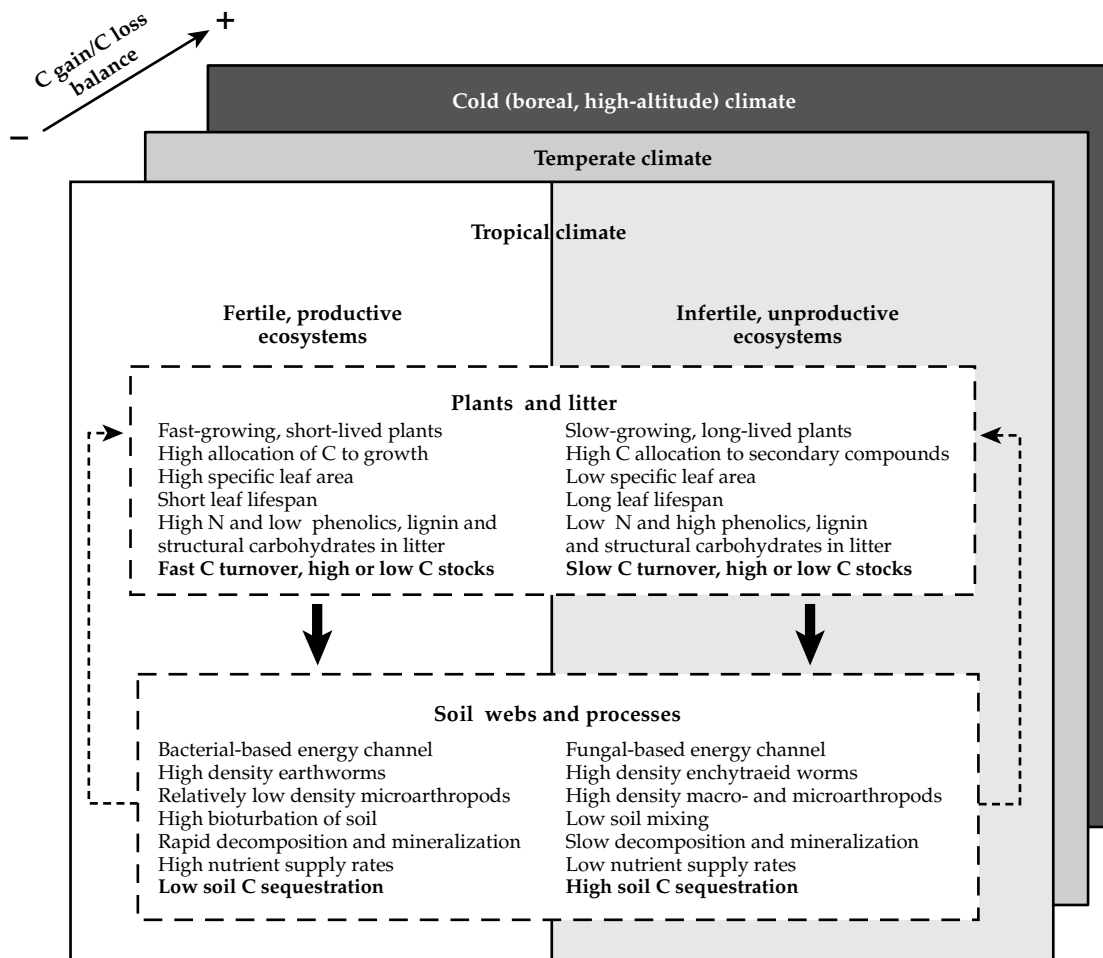 C gain/C loss
balance
+
−
Cold (boreal, high-altitude) climate
Temperate climate
Tropical climate
Fertile, productive
ecosystems
Infertile, unproductive
ecosystems
Plants and litter
Fast-growing, short-lived plants
High allocation of C to growth
High specific leaf area
Short leaf lifespan
High N and low phenolics, lignin and
structural carbohydrates in litter
Fast C turnover, high or low C stocks
Slow-growing, long-lived plants
High C allocation to secondary compounds
Low specific leaf area
Long leaf lifespan
Low N and high phenolics, lignin
and structural carbohydrates in litter
Slow C turnover, high or low C stocks
Soil webs and processes
Bacterial-based energy channel
High density earthworms
Relatively low density microarthropods
High bioturbation of soil
Rapid decomposition and mineralization
High nutrient supply rates
Low soil C sequestration
Fungal-based energy channel
High density enchytraeid worms
High density macro- and microarthropods
Low soil mixing
Slow decomposition and mineralization
Low nutrient supply rates
High soil C sequestration